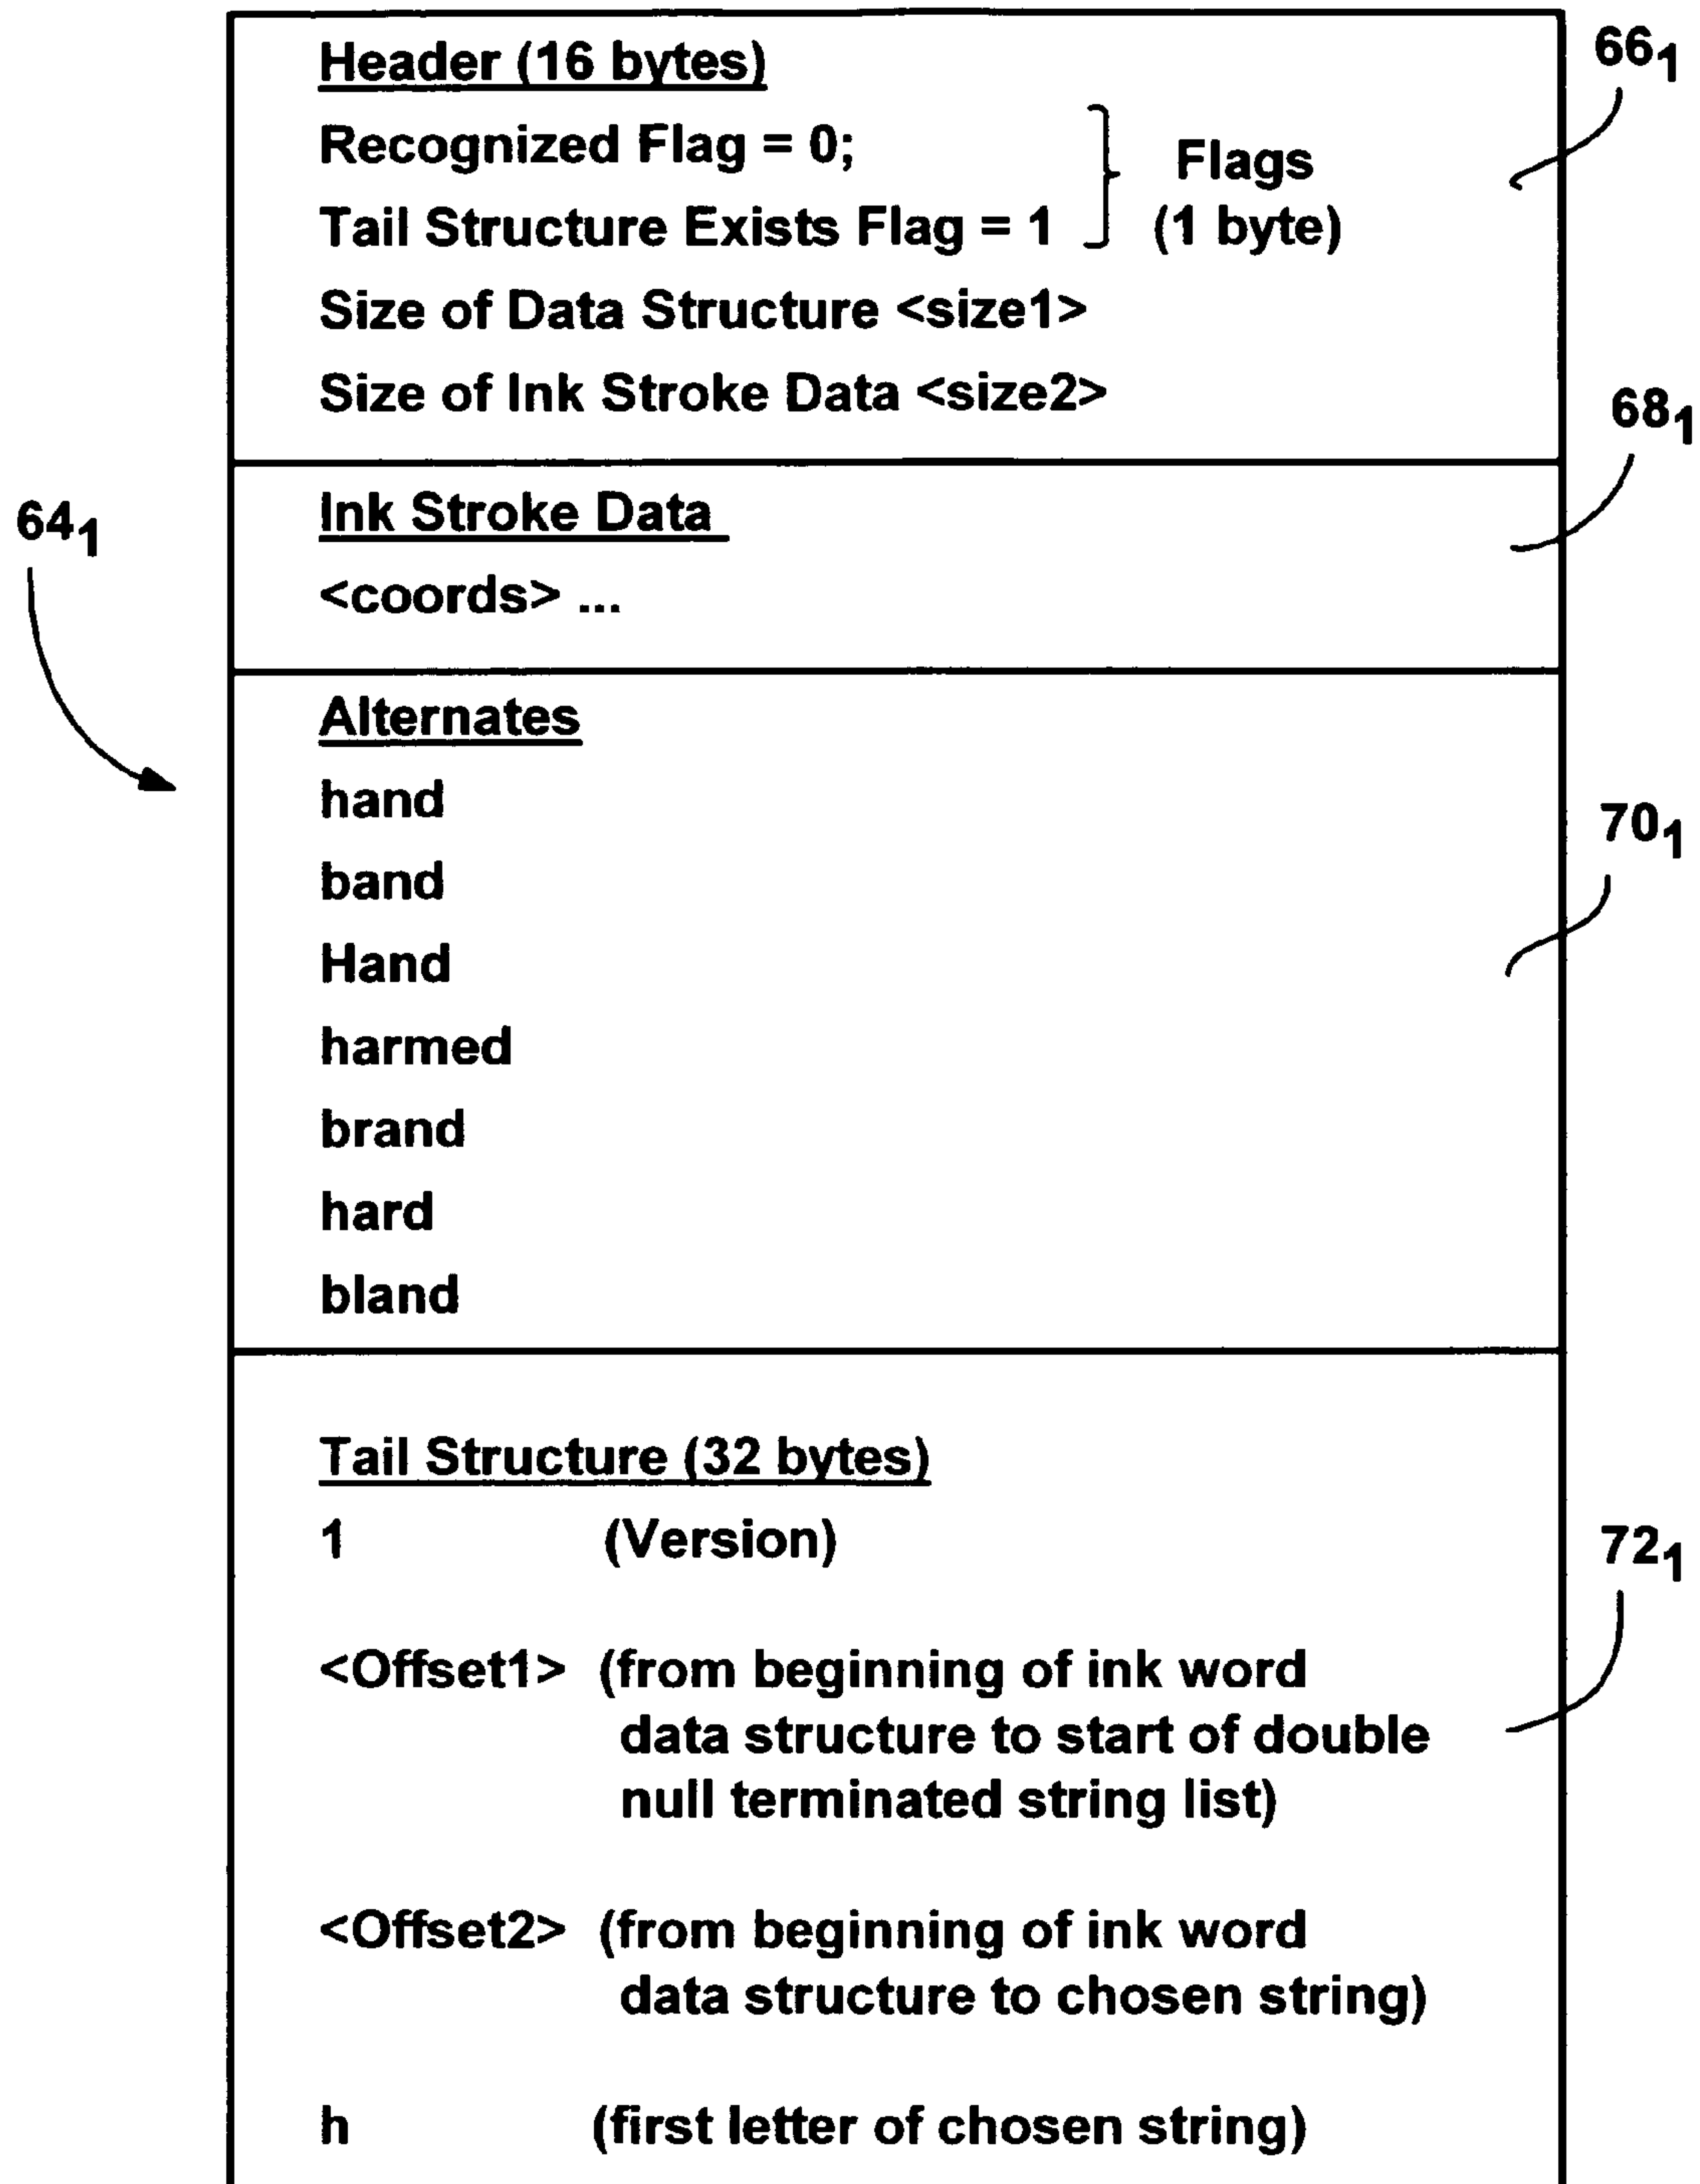 Header (16 bytes)
Recognized Flag = 0;
Tail Structure Exists Flag = 1
Flags
(1 byte)
Size of Data Structure <size1>
Size of Ink Stroke Data <size2>
66₁
Ink Stroke Data
<coords> ...
68₁
64₁
Alternates
hand
band
Hand
harmed
brand
hard
bland
70₁
Tail Structure (32 bytes)
1 (Version)
<Offset1> (from beginning of ink word
data structure to start of double
null terminated string list)
<Offset2> (from beginning of ink word
data structure to chosen string)
h (first letter of chosen string)
72₁